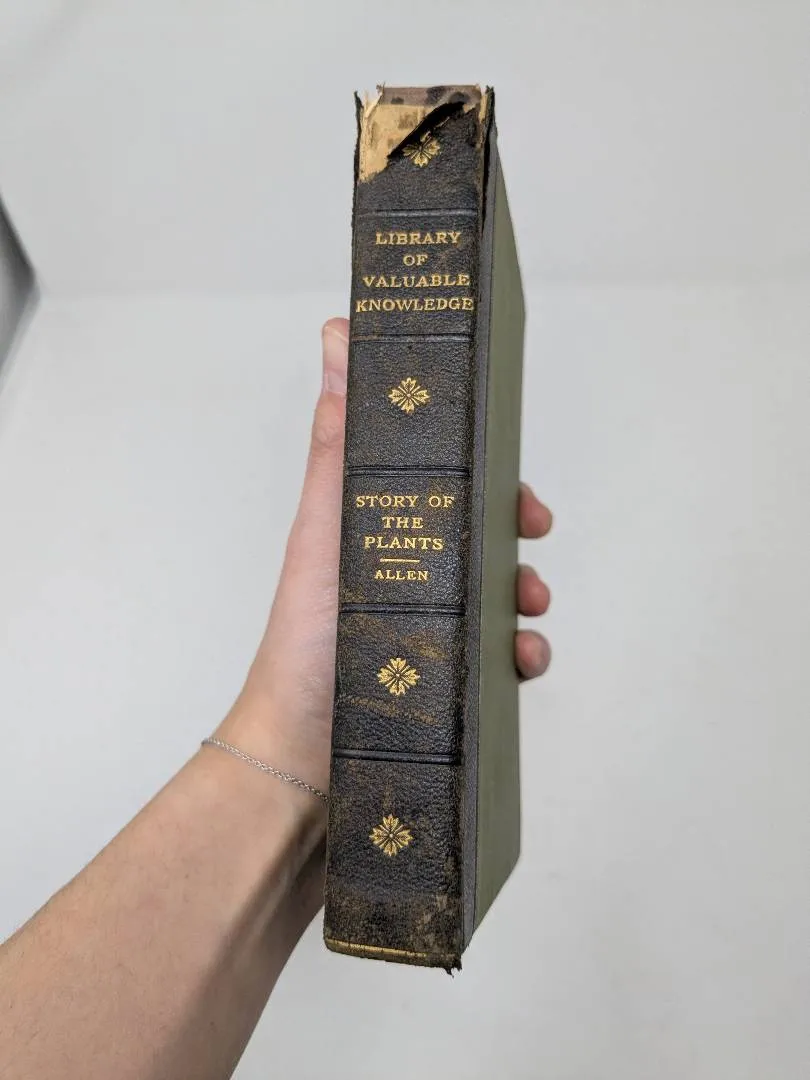 LIBRARY
OF
VALUABLE
KNOWLEDGE
STORY OF
THE
PLANTS
ALLEN